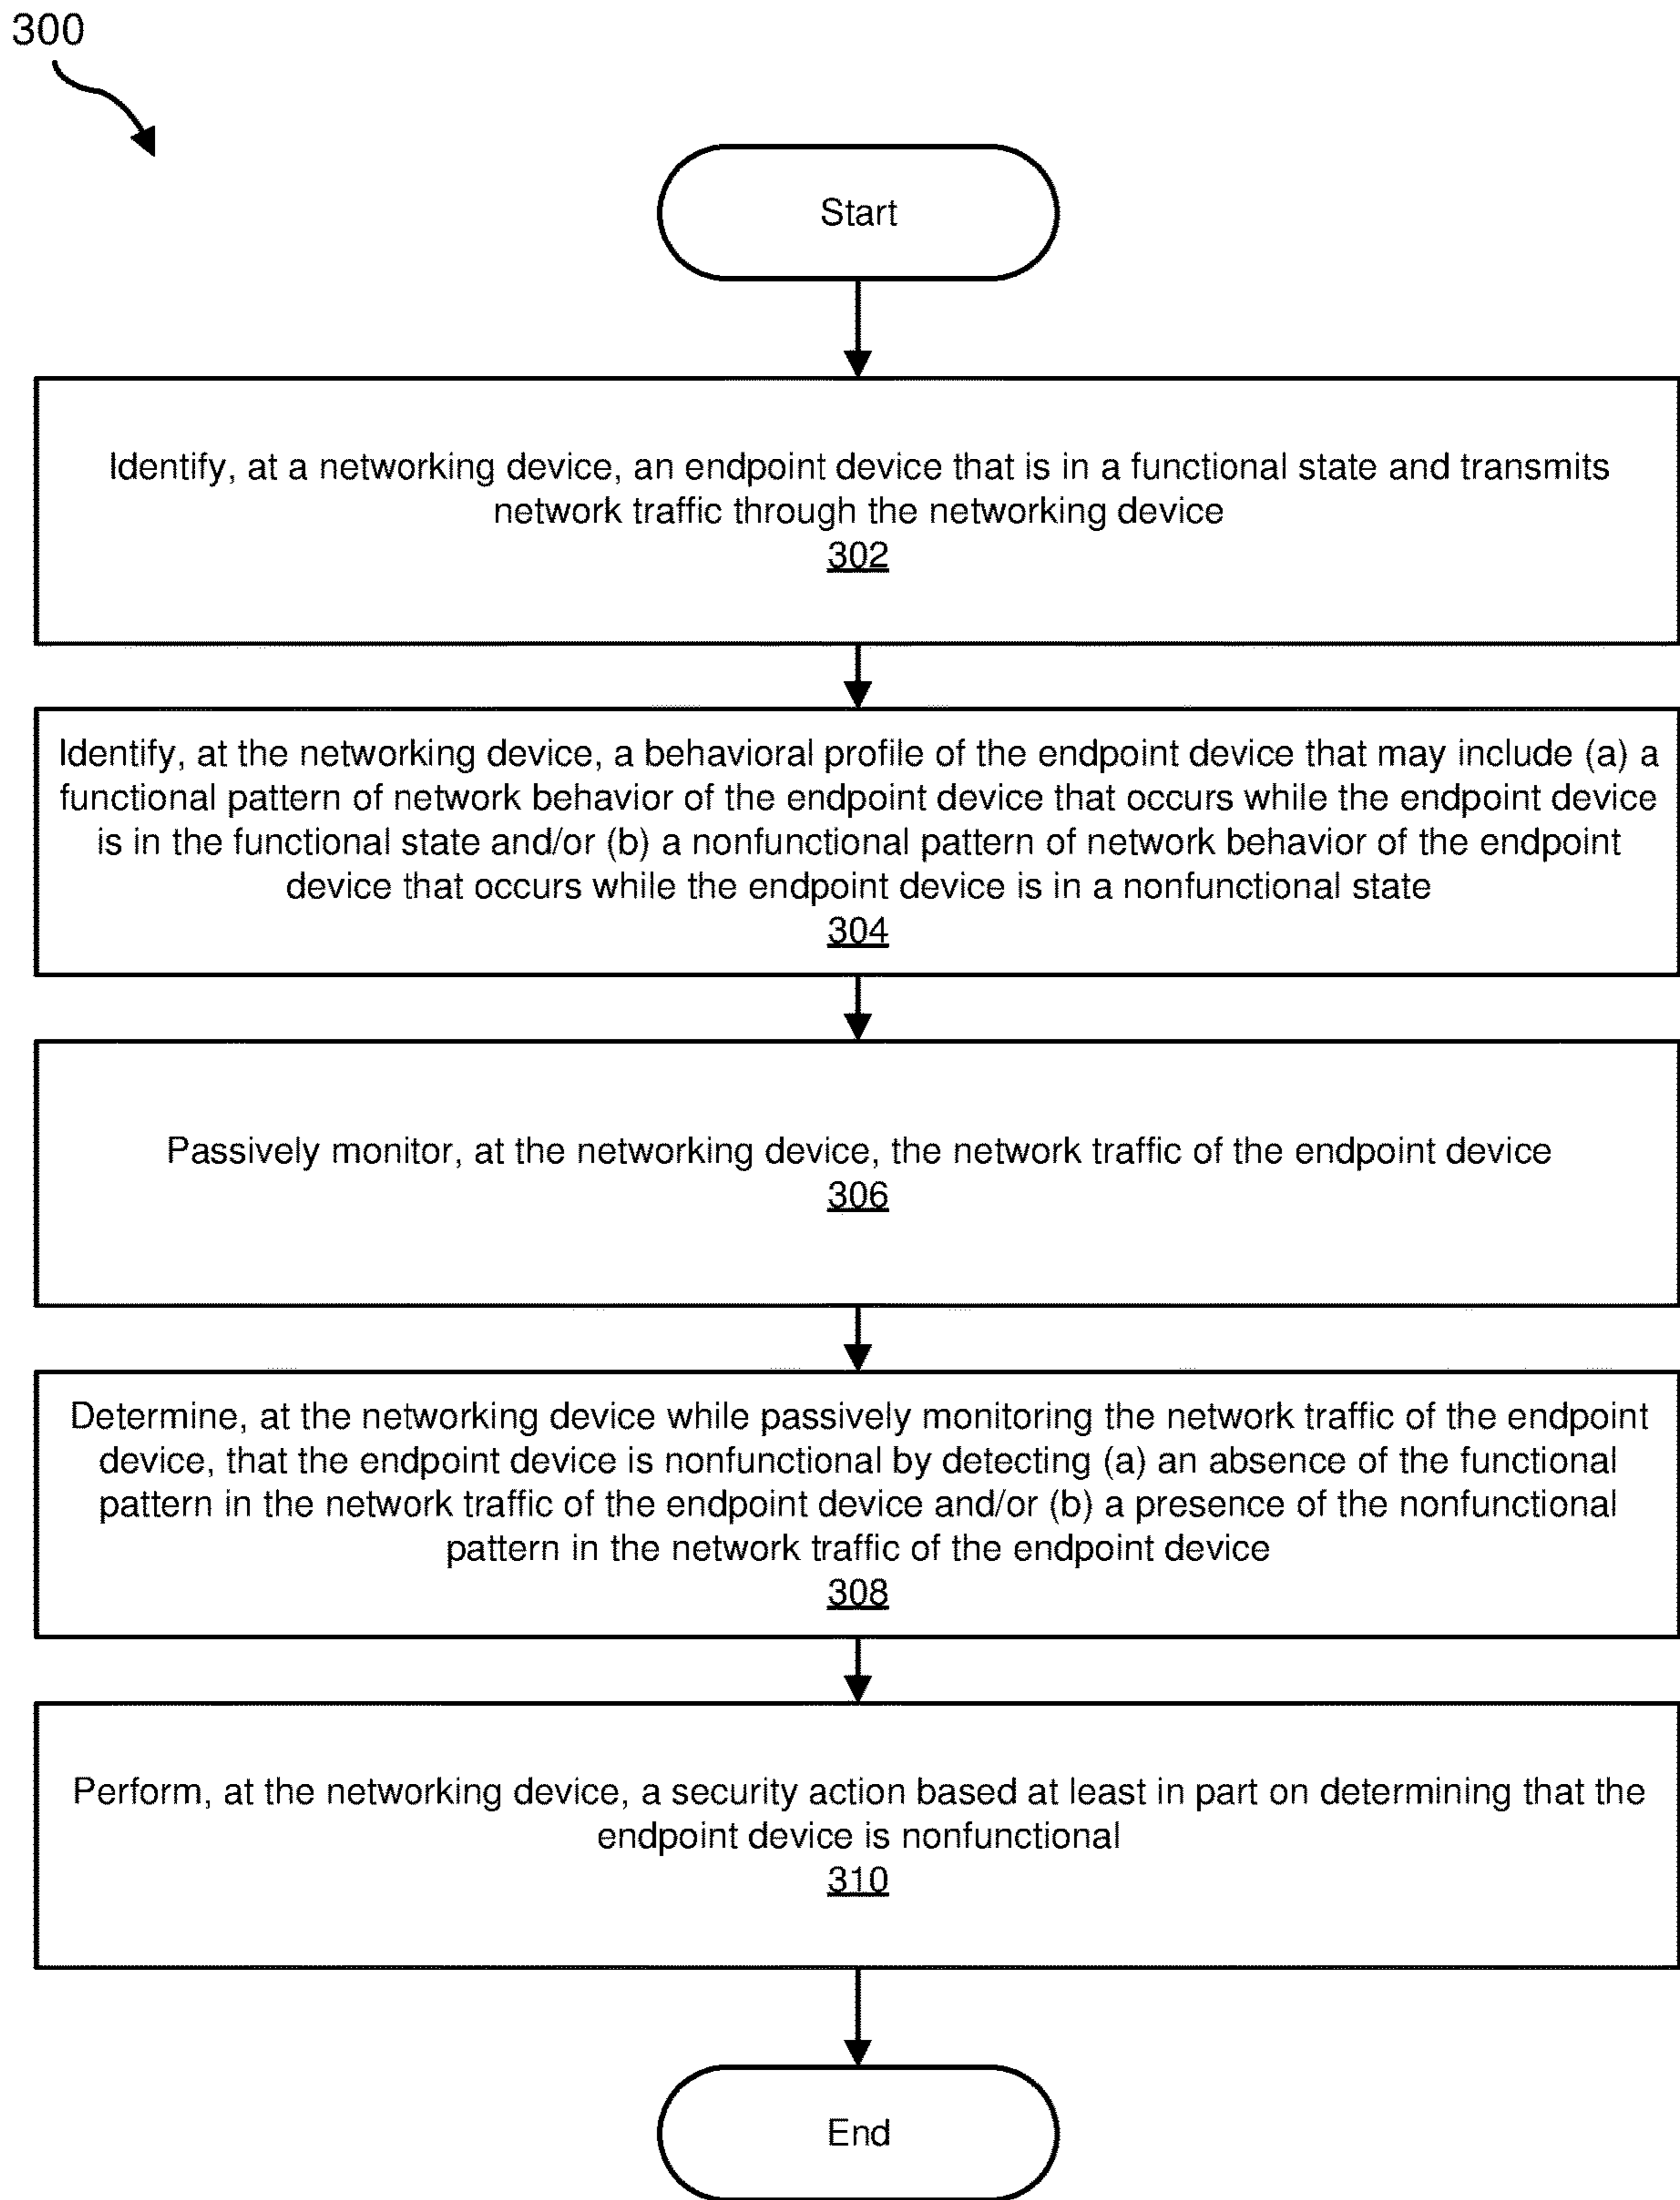 300
Start
Identify, at a networking device, an endpoint device that is in a functional state and transmits
network traffic through the networking device
302
Identify, at the networking device, a behavioral profile of the endpoint device that may include (a) a
functional pattern of network behavior of the endpoint device that occurs while the endpoint device
is in the functional state and/or (b) a nonfunctional pattern of network behavior of the endpoint
device that occurs while the endpoint device is in a nonfunctional state
304
Passively monitor, at the networking device, the network traffic of the endpoint device
306
Determine, at the networking device while passively monitoring the network traffic of the endpoint
device, that the endpoint device is nonfunctional by detecting (a) an absence of the functional
pattern in the network traffic of the endpoint device and/or (b) a presence of the nonfunctional
pattern in the network traffic of the endpoint device
308
Perform, at the networking device, a security action based at least in part on determining that the
endpoint device is nonfunctional
310
End